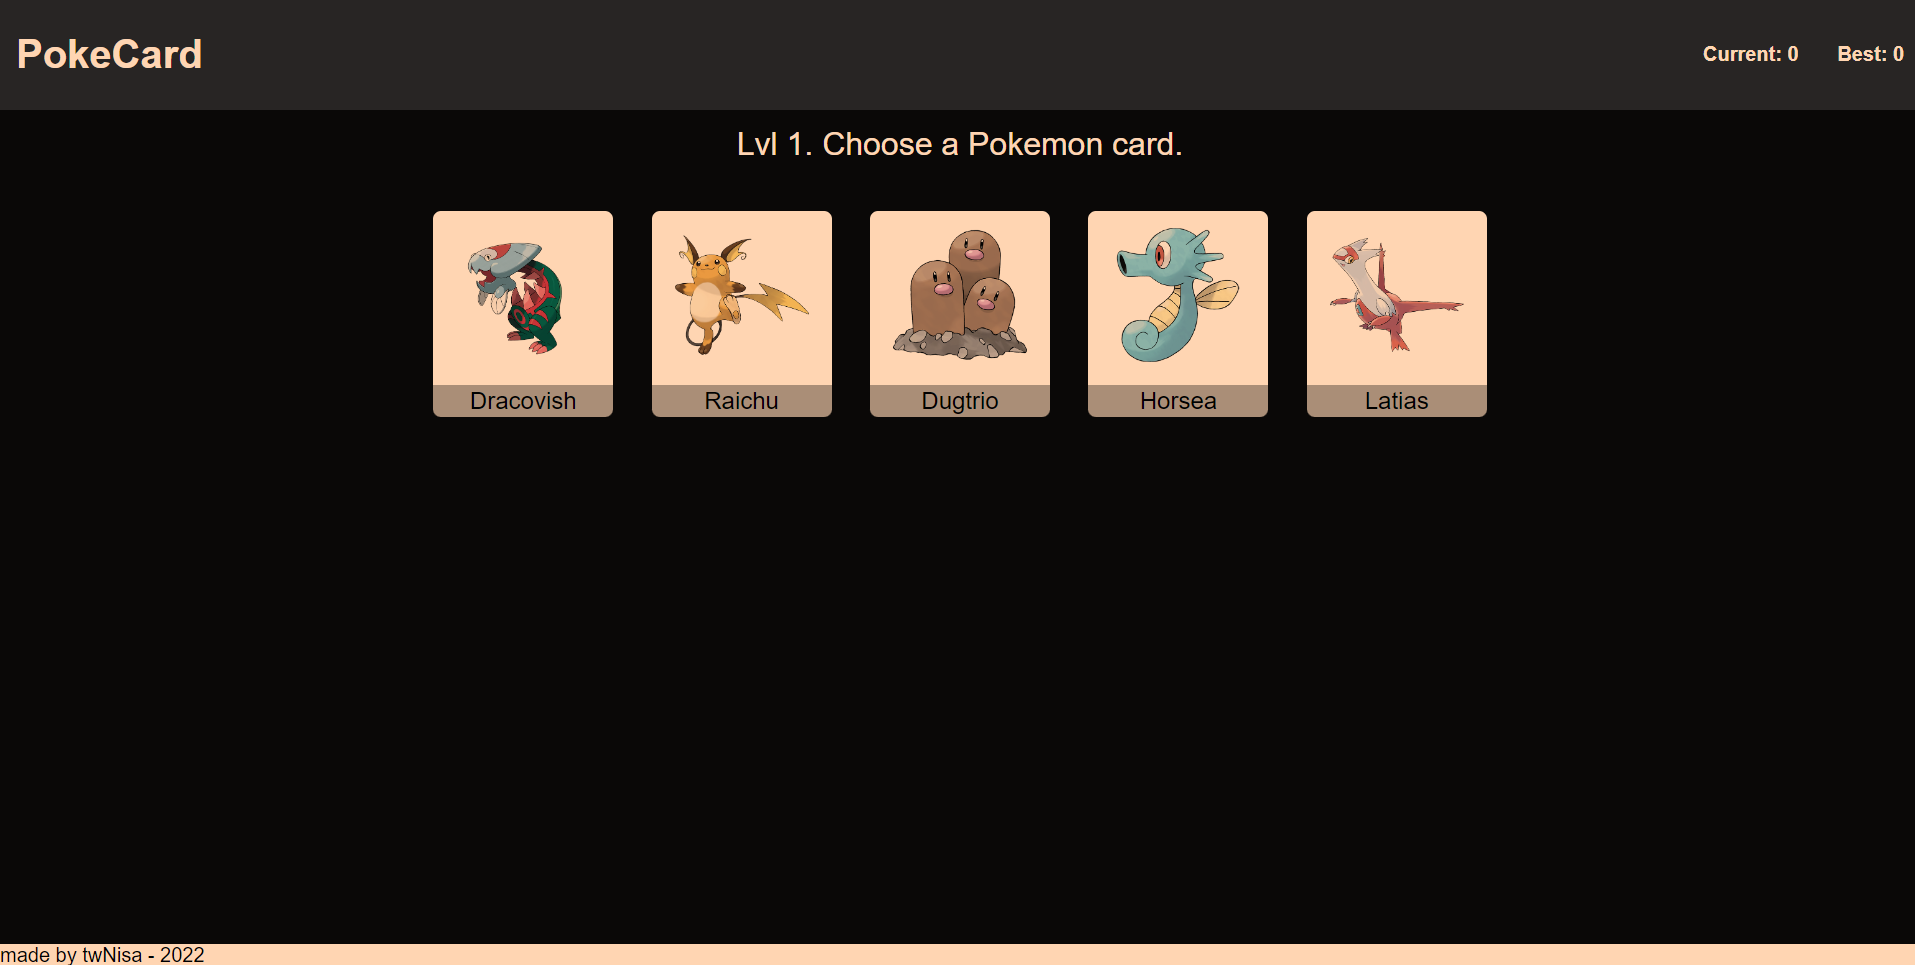 PokeCard
Current: 0
Best: 0
Lvl 1. Choose a Pokemon card.
Dracovish
Raichu
Dugtrio
Horsea
Latias
made by twNisa - 2022